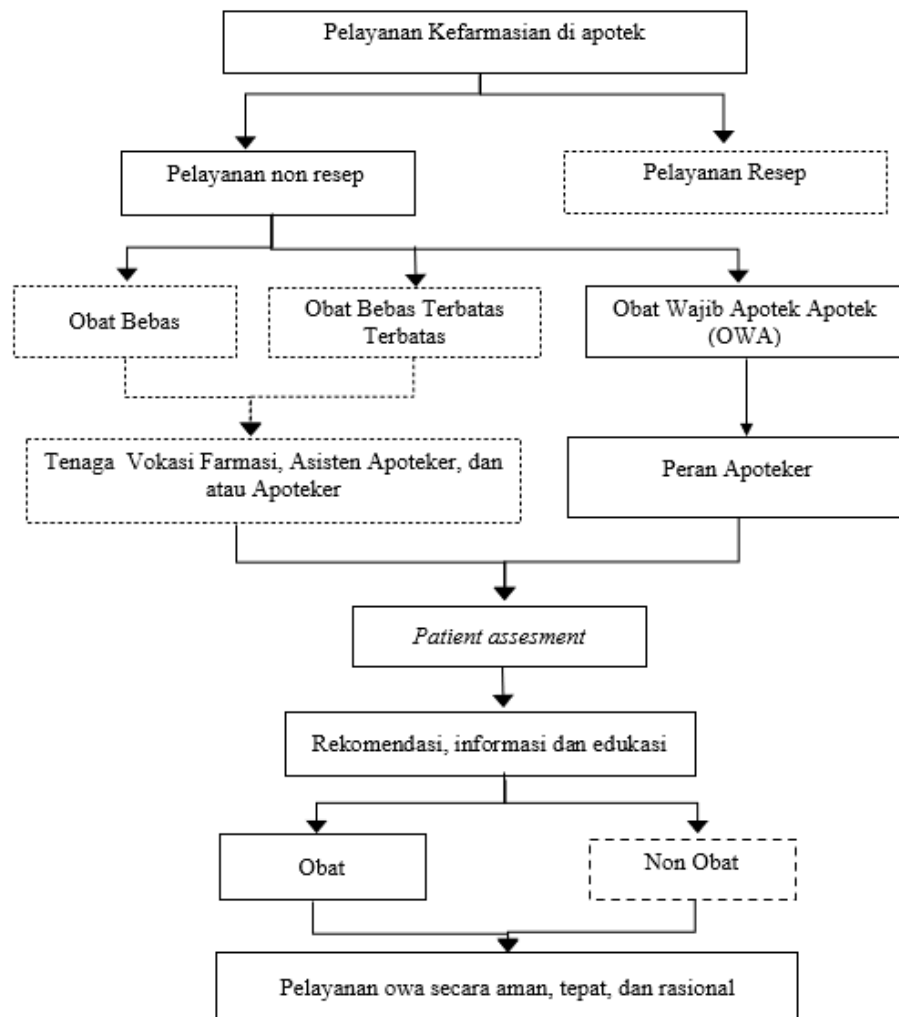 Pelayanan Kefarmasian di apotek
Pelayanan non resep
Pelayanan Resep
Obat Bebas
Obat Bebas Terbatas
Terbatas
Obat Wajib Apotek Apotek
(OWA)
Tenaga Vokasi Farmasi, Asisten Apoteker, dan
atau Apoteker
Peran Apoteker
Patient assesment
Rekomendasi, informasi dan edukasi
Obat
Non Obat
Pelayanan owa secara aman, tepat, dan rasional